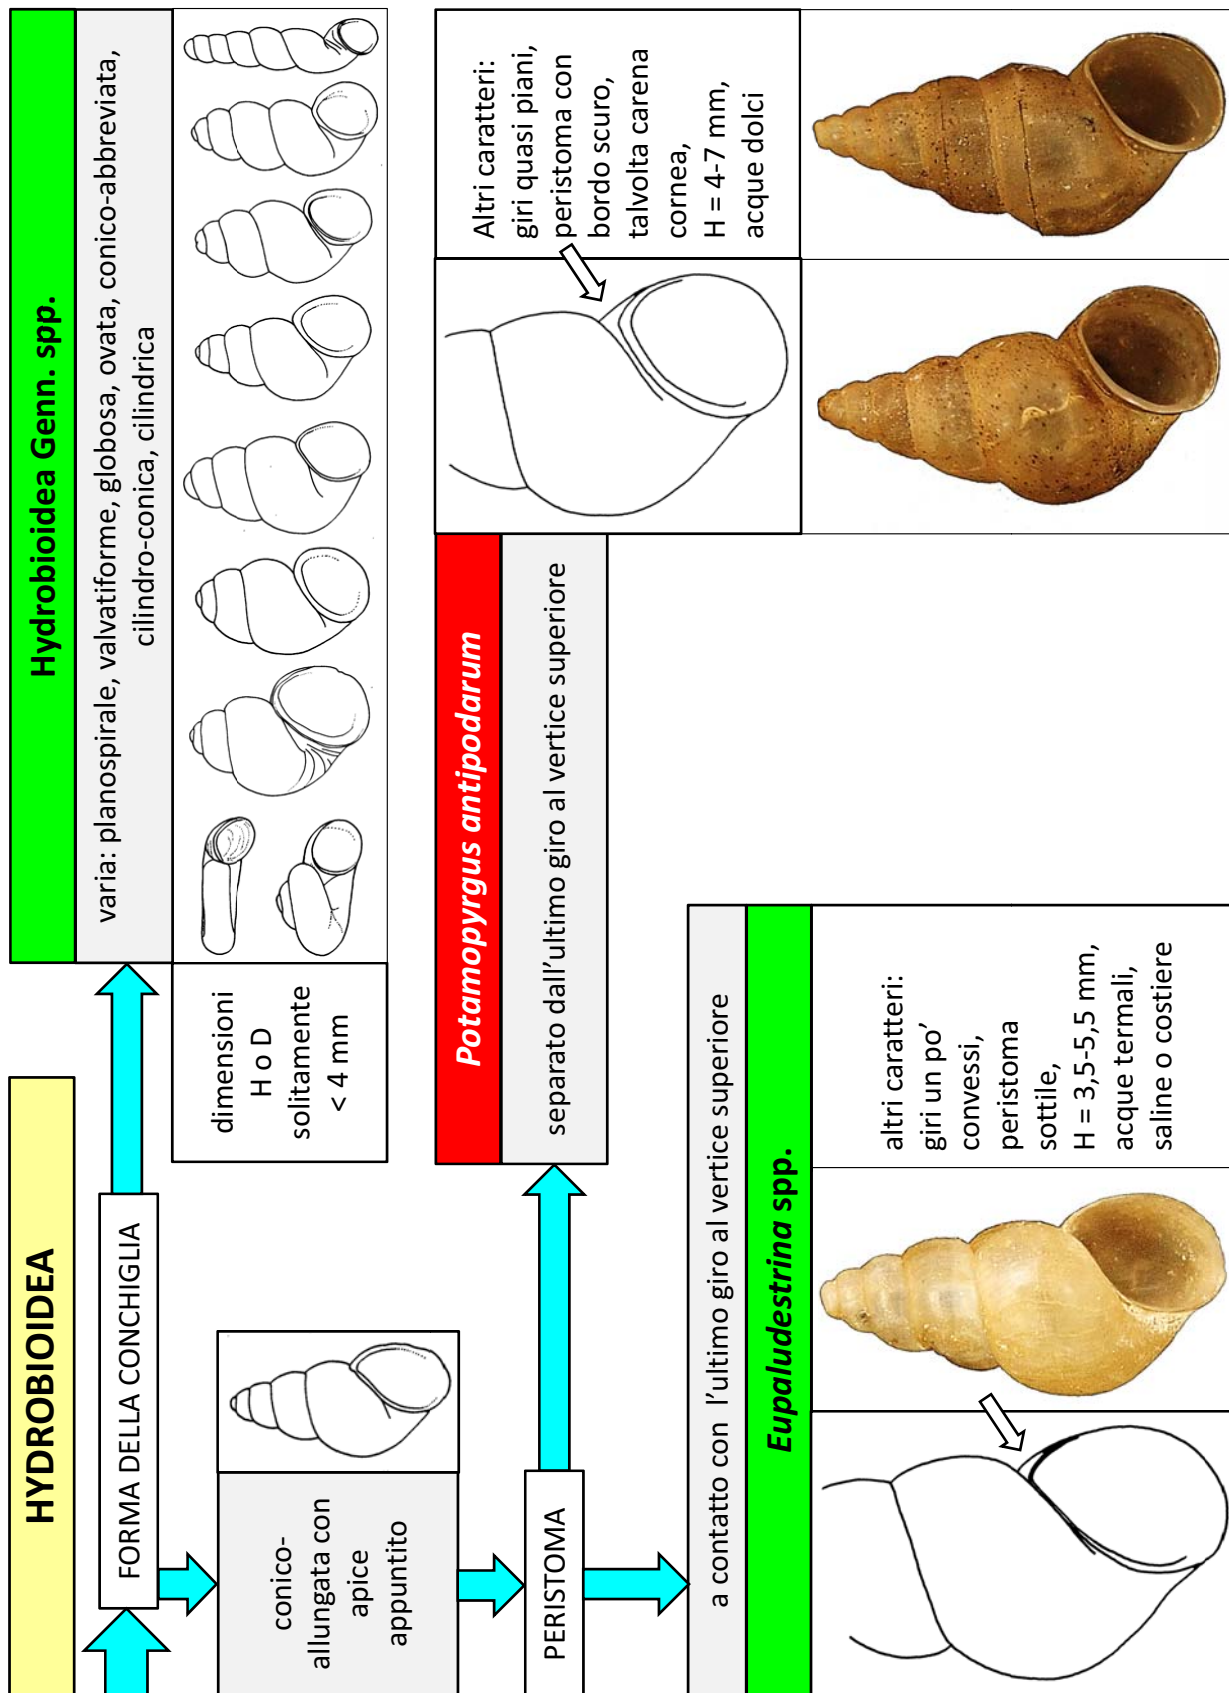 HYDROBIOIDEA
FORMA DELLA CONCHIGLIA
Hydrobioidea Genn. spp.
varia: planospirale, valvatiforme, globosa, ovata, conico-abbreviata,
cilindro-conica, cilindrica
dimensioni
H o D
solitamente
< 4 mm
conico-
allungata con
apice
appuntito
PERISTOMA
Potamopyrgus antipodarum
separato dall'ultimo giro al vertice superiore
Altri caratteri:
giri quasi piani,
peristoma con
bordo scuro,
talvolta carena
cornea,
H = 4-7 mm,
acque dolci
a contatto con l'ultimo giro al vertice superiore
Eupaludestrina spp.
altri caratteri:
giri un po'
convessi,
peristoma
sottile,
H = 3,5-5,5 mm,
acque termali,
saline o costiere